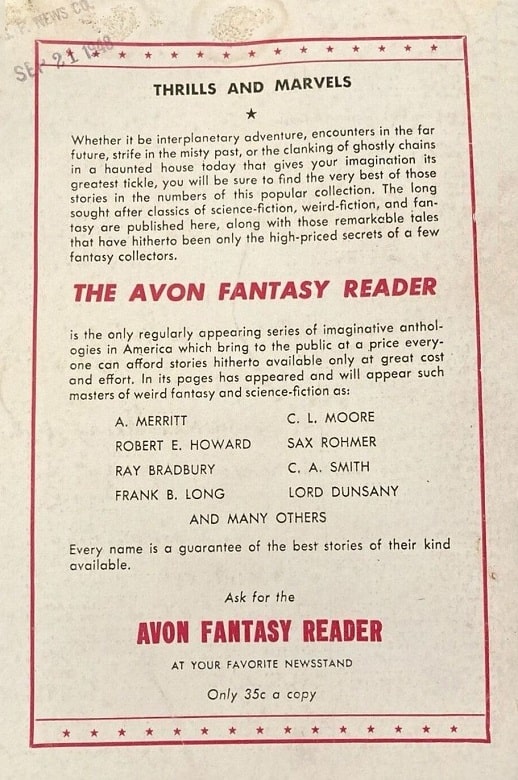 NEWS CO.
SEP 21 1948
THRILLS AND MARVELS
Whether it be interplanetary adventure, encounters in the far
future, strife in the misty past, or the clanking of ghostly chains
in a haunted house today that gives your imagination its
greatest tickle, you will be sure to find the very best of those
stories in the numbers of this popular collection. The long
sought after classics of science-fiction, weird-fiction, and fan-
tasy are published here, along with those remarkable tales
that have hitherto been only the high-priced secrets of a few
fantasy collectors.
THE AVON FANTASY READER
is the only regularly appearing series of imaginative anthol-
ogies in America which bring to the public at a price every-
one can afford stories hitherto available only at great cost
and effort. In its pages has appeared and will appear such
masters of weird fantasy and science-fiction as:
A. MERRITT C. L. MOORE
ROBERT E. HOWARD SAX ROHMER
RAY BRADBURY C. A. SMITH
FRANK B. LONG LORD DUNSANY
AND MANY OTHERS
Every name is a guarantee of the best stories of their kind
available.
Ask for the
AVON FANTASY READER
AT YOUR FAVORITE NEWSSTAND
Only 35c a copy